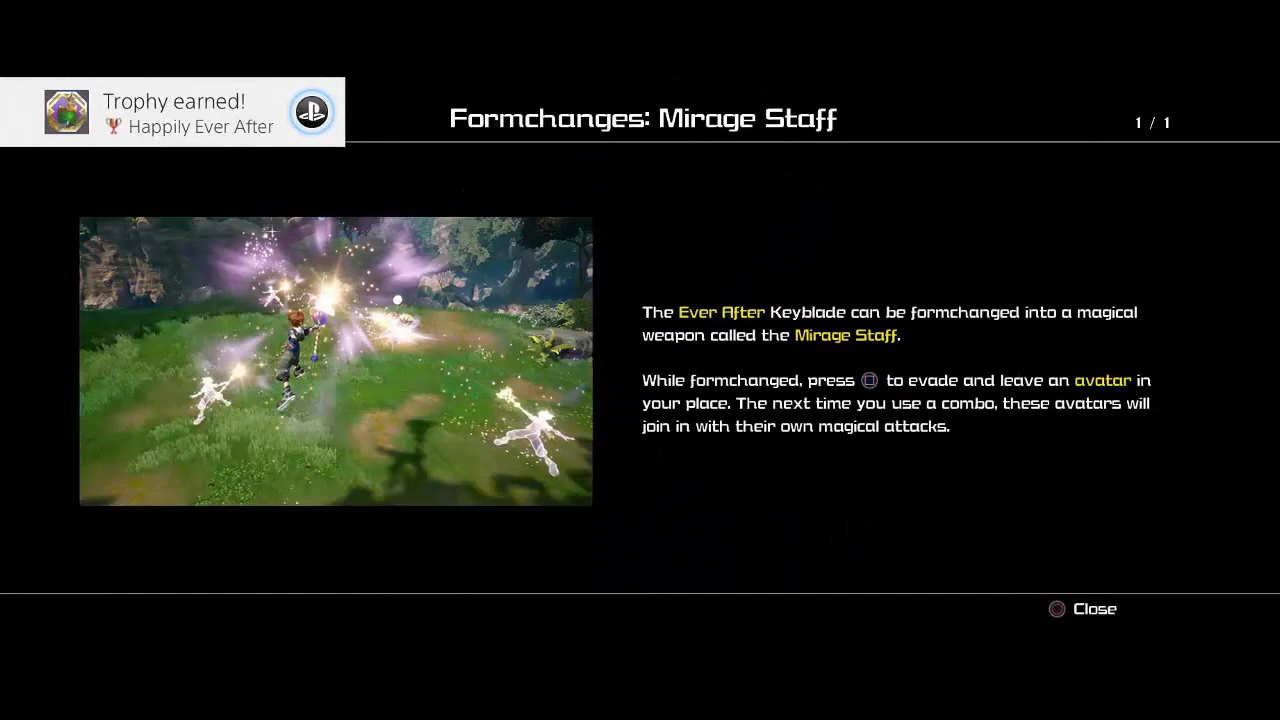 Trophy earned!
Happily Ever After
Formchanges: Mirage Staff
1 / 1
The Ever After Keyblade can be formchanged into a magical
weapon called the Mirage Staff.
While formchanged, press to evade and leave an avatar in
your place. The next time you use a combo, these avatars will
join in with their own magical attacks.
Close